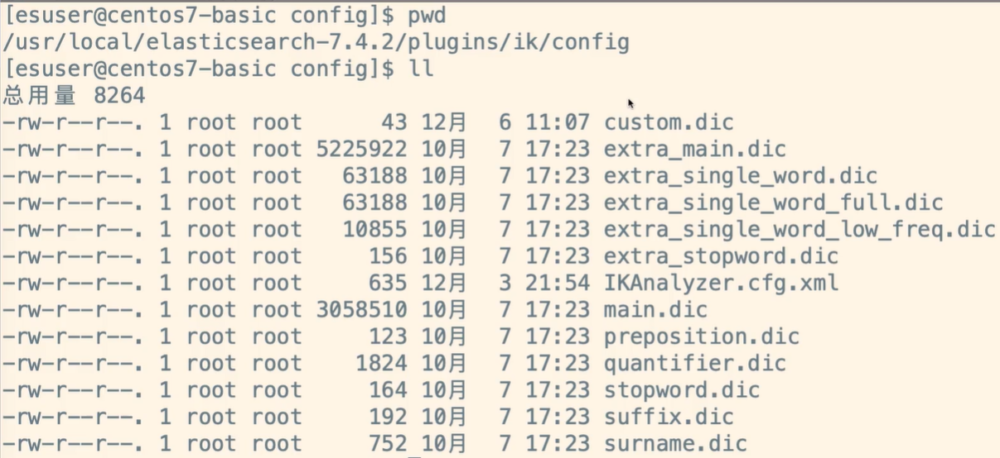 [esuser@centos7-basic config]$ pwd
/usr/local/elasticsearch-7.4.2/plugins/ik/config
[esuser@centos7-basic config]$ ll
总用量 8264
-rw-r--r--. 1 root root      43 12月  6 11:07 custom.dic
-rw-r--r--. 1 root root 5225922 10月  7 17:23 extra_main.dic
-rw-r--r--. 1 root root   63188 10月  7 17:23 extra_single_word.dic
-rw-r--r--. 1 root root   63188 10月  7 17:23 extra_single_word_full.dic
-rw-r--r--. 1 root root   10855 10月  7 17:23 extra_single_word_low_freq.dic
-rw-r--r--. 1 root root     156 10月  7 17:23 extra_stopword.dic
-rw-r--r--. 1 root root     635 12月  3 21:54 IKAnalyzer.cfg.xml
-rw-r--r--. 1 root root 3058510 10月  7 17:23 main.dic
-rw-r--r--. 1 root root     123 10月  7 17:23 preposition.dic
-rw-r--r--. 1 root root    1824 10月  7 17:23 quantifier.dic
-rw-r--r--. 1 root root     164 10月  7 17:23 stopword.dic
-rw-r--r--. 1 root root     192 10月  7 17:23 suffix.dic
-rw-r--r--. 1 root root     752 10月  7 17:23 surname.dic